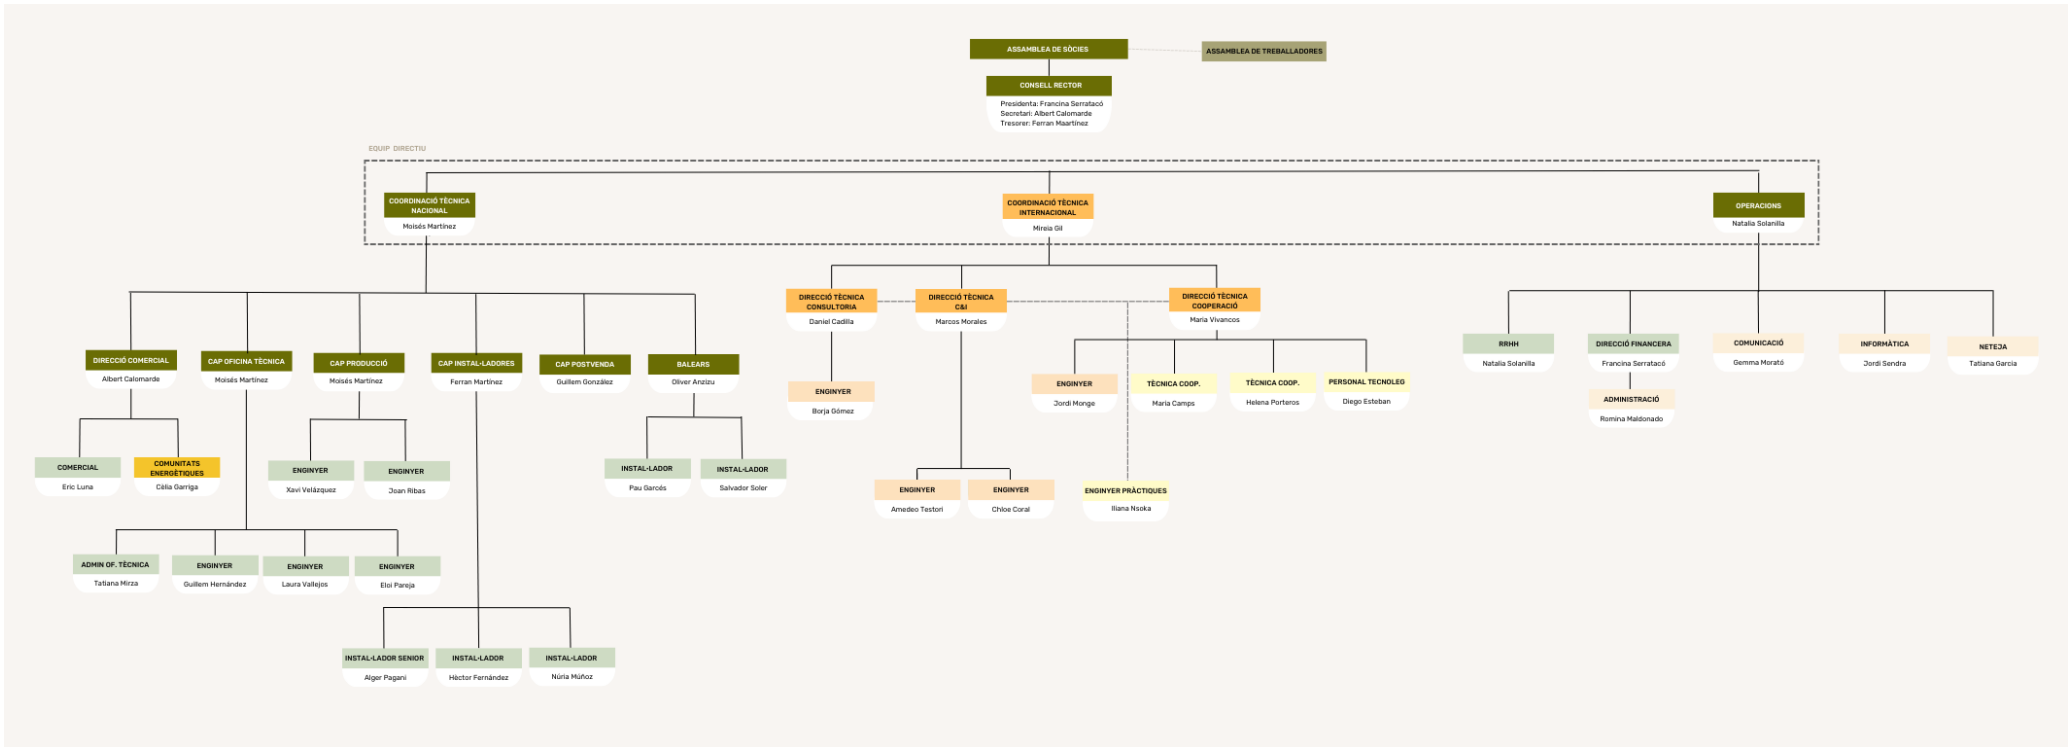 ASSAMBLEA DE SÒCIES
ASSAMBLEA DE TREBALLADORES
CONSELL RECTOR
Presidenta: Francina Serratacó
Secretari: Albert Calomarde
Tresorer: Ferran Maartínez
EQUIP DIRECTIU
COORDINACIÓ TÈCNICA
NACIONAL
Moisés Martínez
COORDINACIÓ TÈCNICA
INTERNACIONAL
Mireia Gil
OPERACIONS
Natalia Solanilla
DIRECCIÓ TÈCNICA
CONSULTORIA
Daniel Cadilla
DIRECCIÓ TÈCNICA
C&I
Marcos Morales
DIRECCIÓ TÈCNICA
COOPERACIÓ
Maria Vivancos
DIRECCIÓ COMERCIAL
Albert Calomarde
CAP OFICINA TÈCNICA
Moisés Martínez
CAP PRODUCCIÓ
Moisés Martínez
CAP INSTAL·LADORES
Ferran Martínez
CAP POSTVENDA
Guillem González
BALEARS
Oliver Anzizu
RRHH
Natalia Solanilla
DIRECCIÓ FINANCERA
Francina Serratacó
COMUNICACIÓ
Gemma Morató
INFORMÀTICA
Jordi Sendra
NETEJA
Tatiana Garcia
ENGINYER
Borja Gómez
ENGINYER
Jordi Monge
TÈCNICA COOP.
Maria Camps
TÈCNICA COOP.
Helena Porteros
PERSONAL TECNOLEG
Diego Esteban
ADMINISTRACIÓ
Romina Maldonado
COMERCIAL
Eric Luna
COMUNITATS
ENERGÈTIQUES
Cèlia Garriga
ENGINYER
Xavi Velázquez
ENGINYER
Joan Ribas
INSTAL·LADOR
Pau Garcés
INSTAL·LADOR
Salvador Soler
ENGINYER
Amedeo Testori
ENGINYER
Chloe Coral
ENGINYER PRÀCTIQUES
Iliana Nsoka
ADMIN OF. TÈCNICA
Tatiana Mirza
ENGINYER
Guillem Hernández
ENGINYER
Laura Vallejos
ENGINYER
Eloi Pareja
INSTAL·LADOR SENIOR
Alger Pagani
INSTAL·LADOR
Hèctor Fernández
INSTAL·LADOR
Núria Múñoz